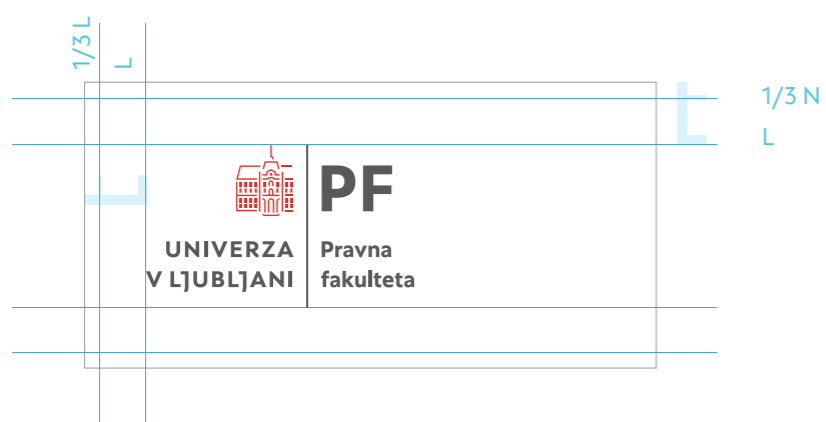 1/3 L
L
1/3 N
L
PF
UNIVERZA
V LJUBLJANI
Pravna
fakulteta
L
L